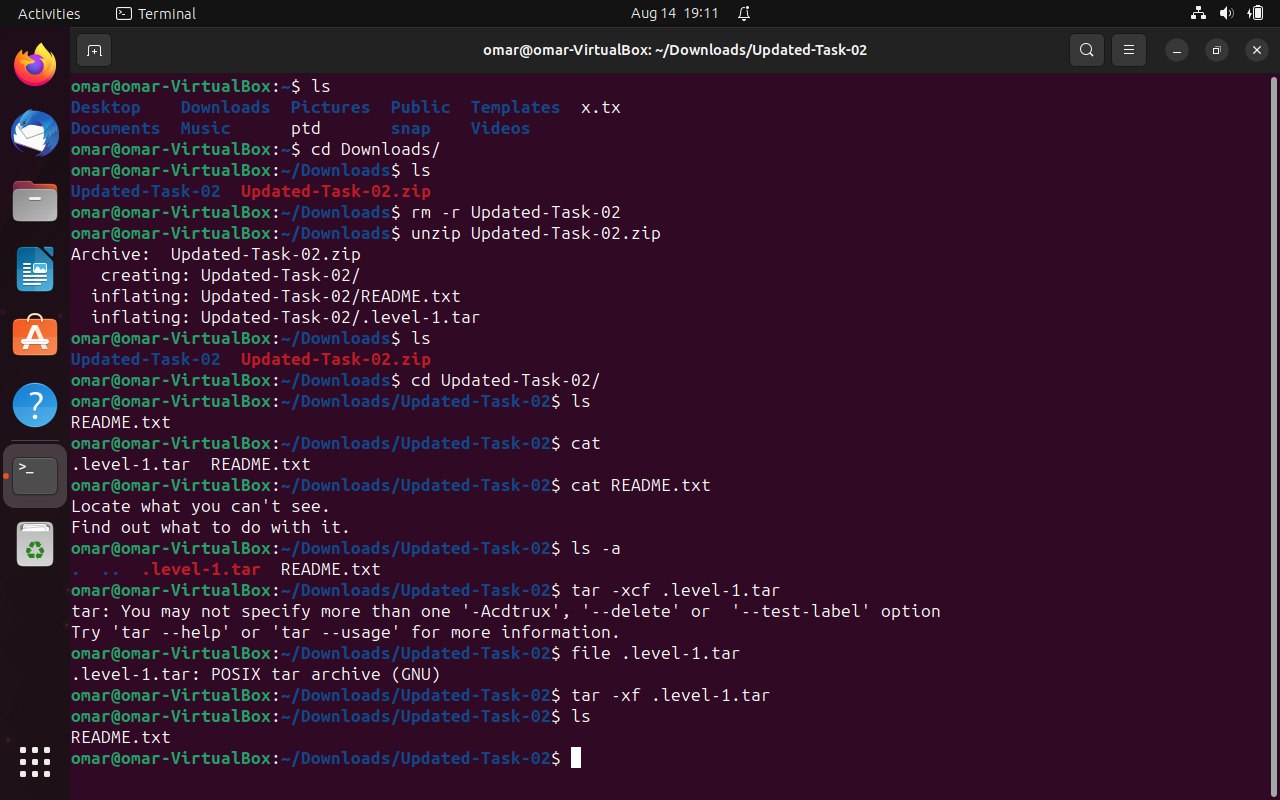 Activities Terminal Aug 14 19:11
omar@omar-VirtualBox: ~/Downloads/Updated-Task-02
omar@omar-VirtualBox:~$ ls
Desktop Downloads Pictures Public Templates x.tx
Documents Music ptd snap Videos
omar@omar-VirtualBox:~$ cd Downloads/
omar@omar-VirtualBox:~/Downloads$ ls
Updated-Task-02 Updated-Task-02.zip
omar@omar-VirtualBox:~/Downloads$ rm -r Updated-Task-02
omar@omar-VirtualBox:~/Downloads$ unzip Updated-Task-02.zip
Archive: Updated-Task-02.zip
creating: Updated-Task-02/
inflating: Updated-Task-02/README.txt
inflating: Updated-Task-02/.level-1.tar
omar@omar-VirtualBox:~/Downloads$ ls
Updated-Task-02 Updated-Task-02.zip
omar@omar-VirtualBox:~/Downloads$ cd Updated-Task-02/
omar@omar-VirtualBox:~/Downloads/Updated-Task-02$ ls
README.txt
omar@omar-VirtualBox:~/Downloads/Updated-Task-02$ cat
.level-1.tar README.txt
omar@omar-VirtualBox:~/Downloads/Updated-Task-02$ cat README.txt
Locate what you can't see.
Find out what to do with it.
omar@omar-VirtualBox:~/Downloads/Updated-Task-02$ ls -a
. .. .level-1.tar README.txt
omar@omar-VirtualBox:~/Downloads/Updated-Task-02$ tar -xcf .level-1.tar
tar: You may not specify more than one '-Acdtrux', '--delete' or '--test-label' option
Try 'tar --help' or 'tar --usage' for more information.
omar@omar-VirtualBox:~/Downloads/Updated-Task-02$ file .level-1.tar
.level-1.tar: POSIX tar archive (GNU)
omar@omar-VirtualBox:~/Downloads/Updated-Task-02$ tar -xf .level-1.tar
omar@omar-VirtualBox:~/Downloads/Updated-Task-02$ ls
README.txt
omar@omar-VirtualBox:~/Downloads/Updated-Task-02$